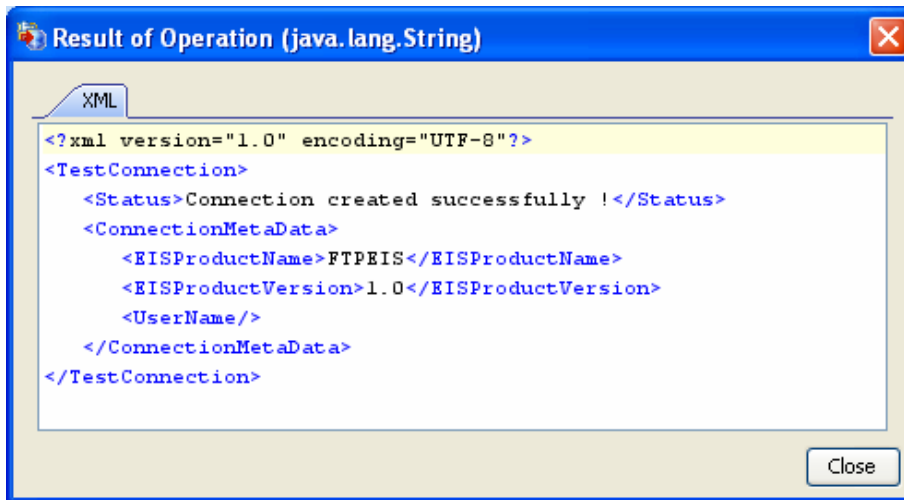 Result of Operation (java.lang.String)
XML
<?xml version="1.0" encoding="UTF-8"?>
<TestConnection>
<Status>Connection created successfully !</Status>
<ConnectionMetaData>
<EISProductName>FTPEIS</EISProductName>
<EISProductVersion>1.0</EISProductVersion>
<UserName/>
</ConnectionMetaData>
</TestConnection>
Close